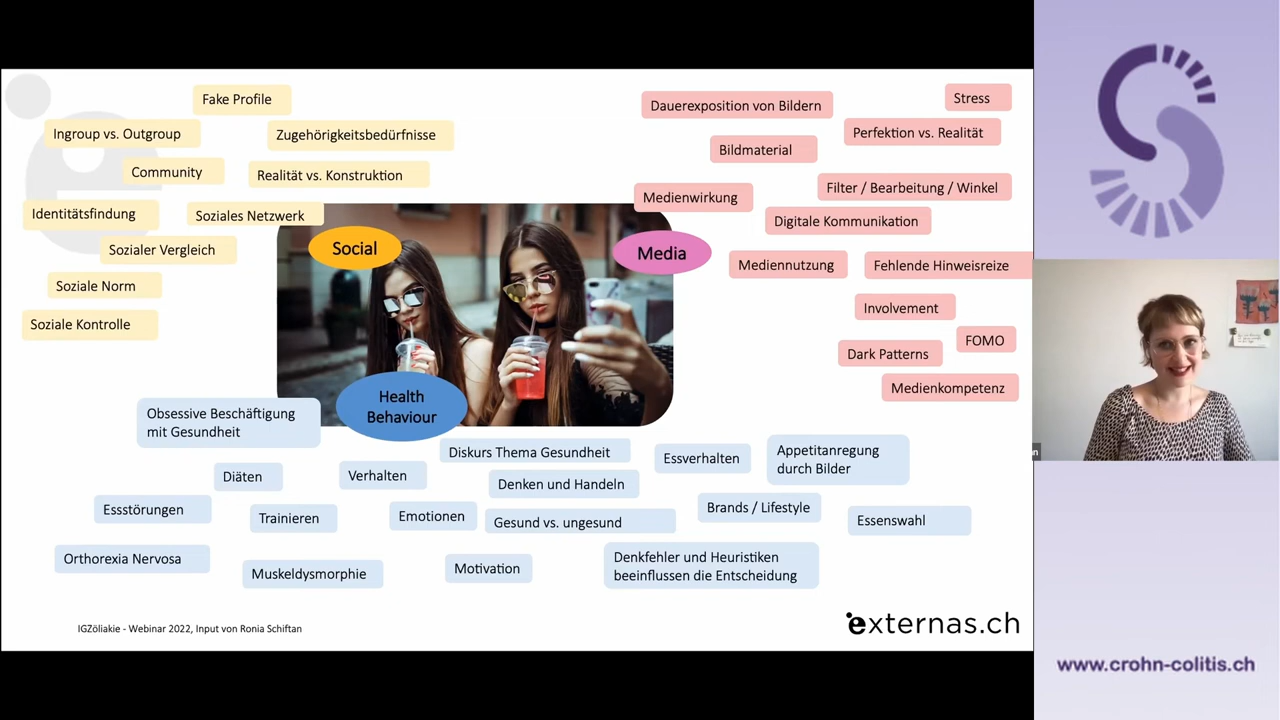 Fake Profile
Ingroup vs. Outgroup
Zugehörigkeitsbedürfnisse
Community
Realität vs. Konstruktion
Identitätsfindung
Soziales Netzwerk
Sozialer Vergleich
Soziale Norm
Soziale Kontrolle
Social
Dauerexposition von Bildern
Stress
Perfektion vs. Realität
Bildmaterial
Filter / Bearbeitung / Winkel
Medienwirkung
Digitale Kommunikation
Media
Mediennutzung
Fehlende Hinweisreize
Involvement
FOMO
Dark Patterns
Medienkompetenz
Health
Behaviour
Obsessive Beschäftigung
mit Gesundheit
Diskurs Thema Gesundheit
Essverhalten
Appetitanregung
durch Bilder
Diäten
Verhalten
Denken und Handeln
Essstörungen
Trainieren
Emotionen
Gesund vs. ungesund
Brands / Lifestyle
Essenswahl
Orthorexia Nervosa
Muskeldysmorphie
Motivation
Denkfehler und Heuristiken
beeinflussen die Entscheidung
IGZöliakie - Webinar 2022, Input von Ronia Schiftan
externas.ch
www.crohn-colitis.ch